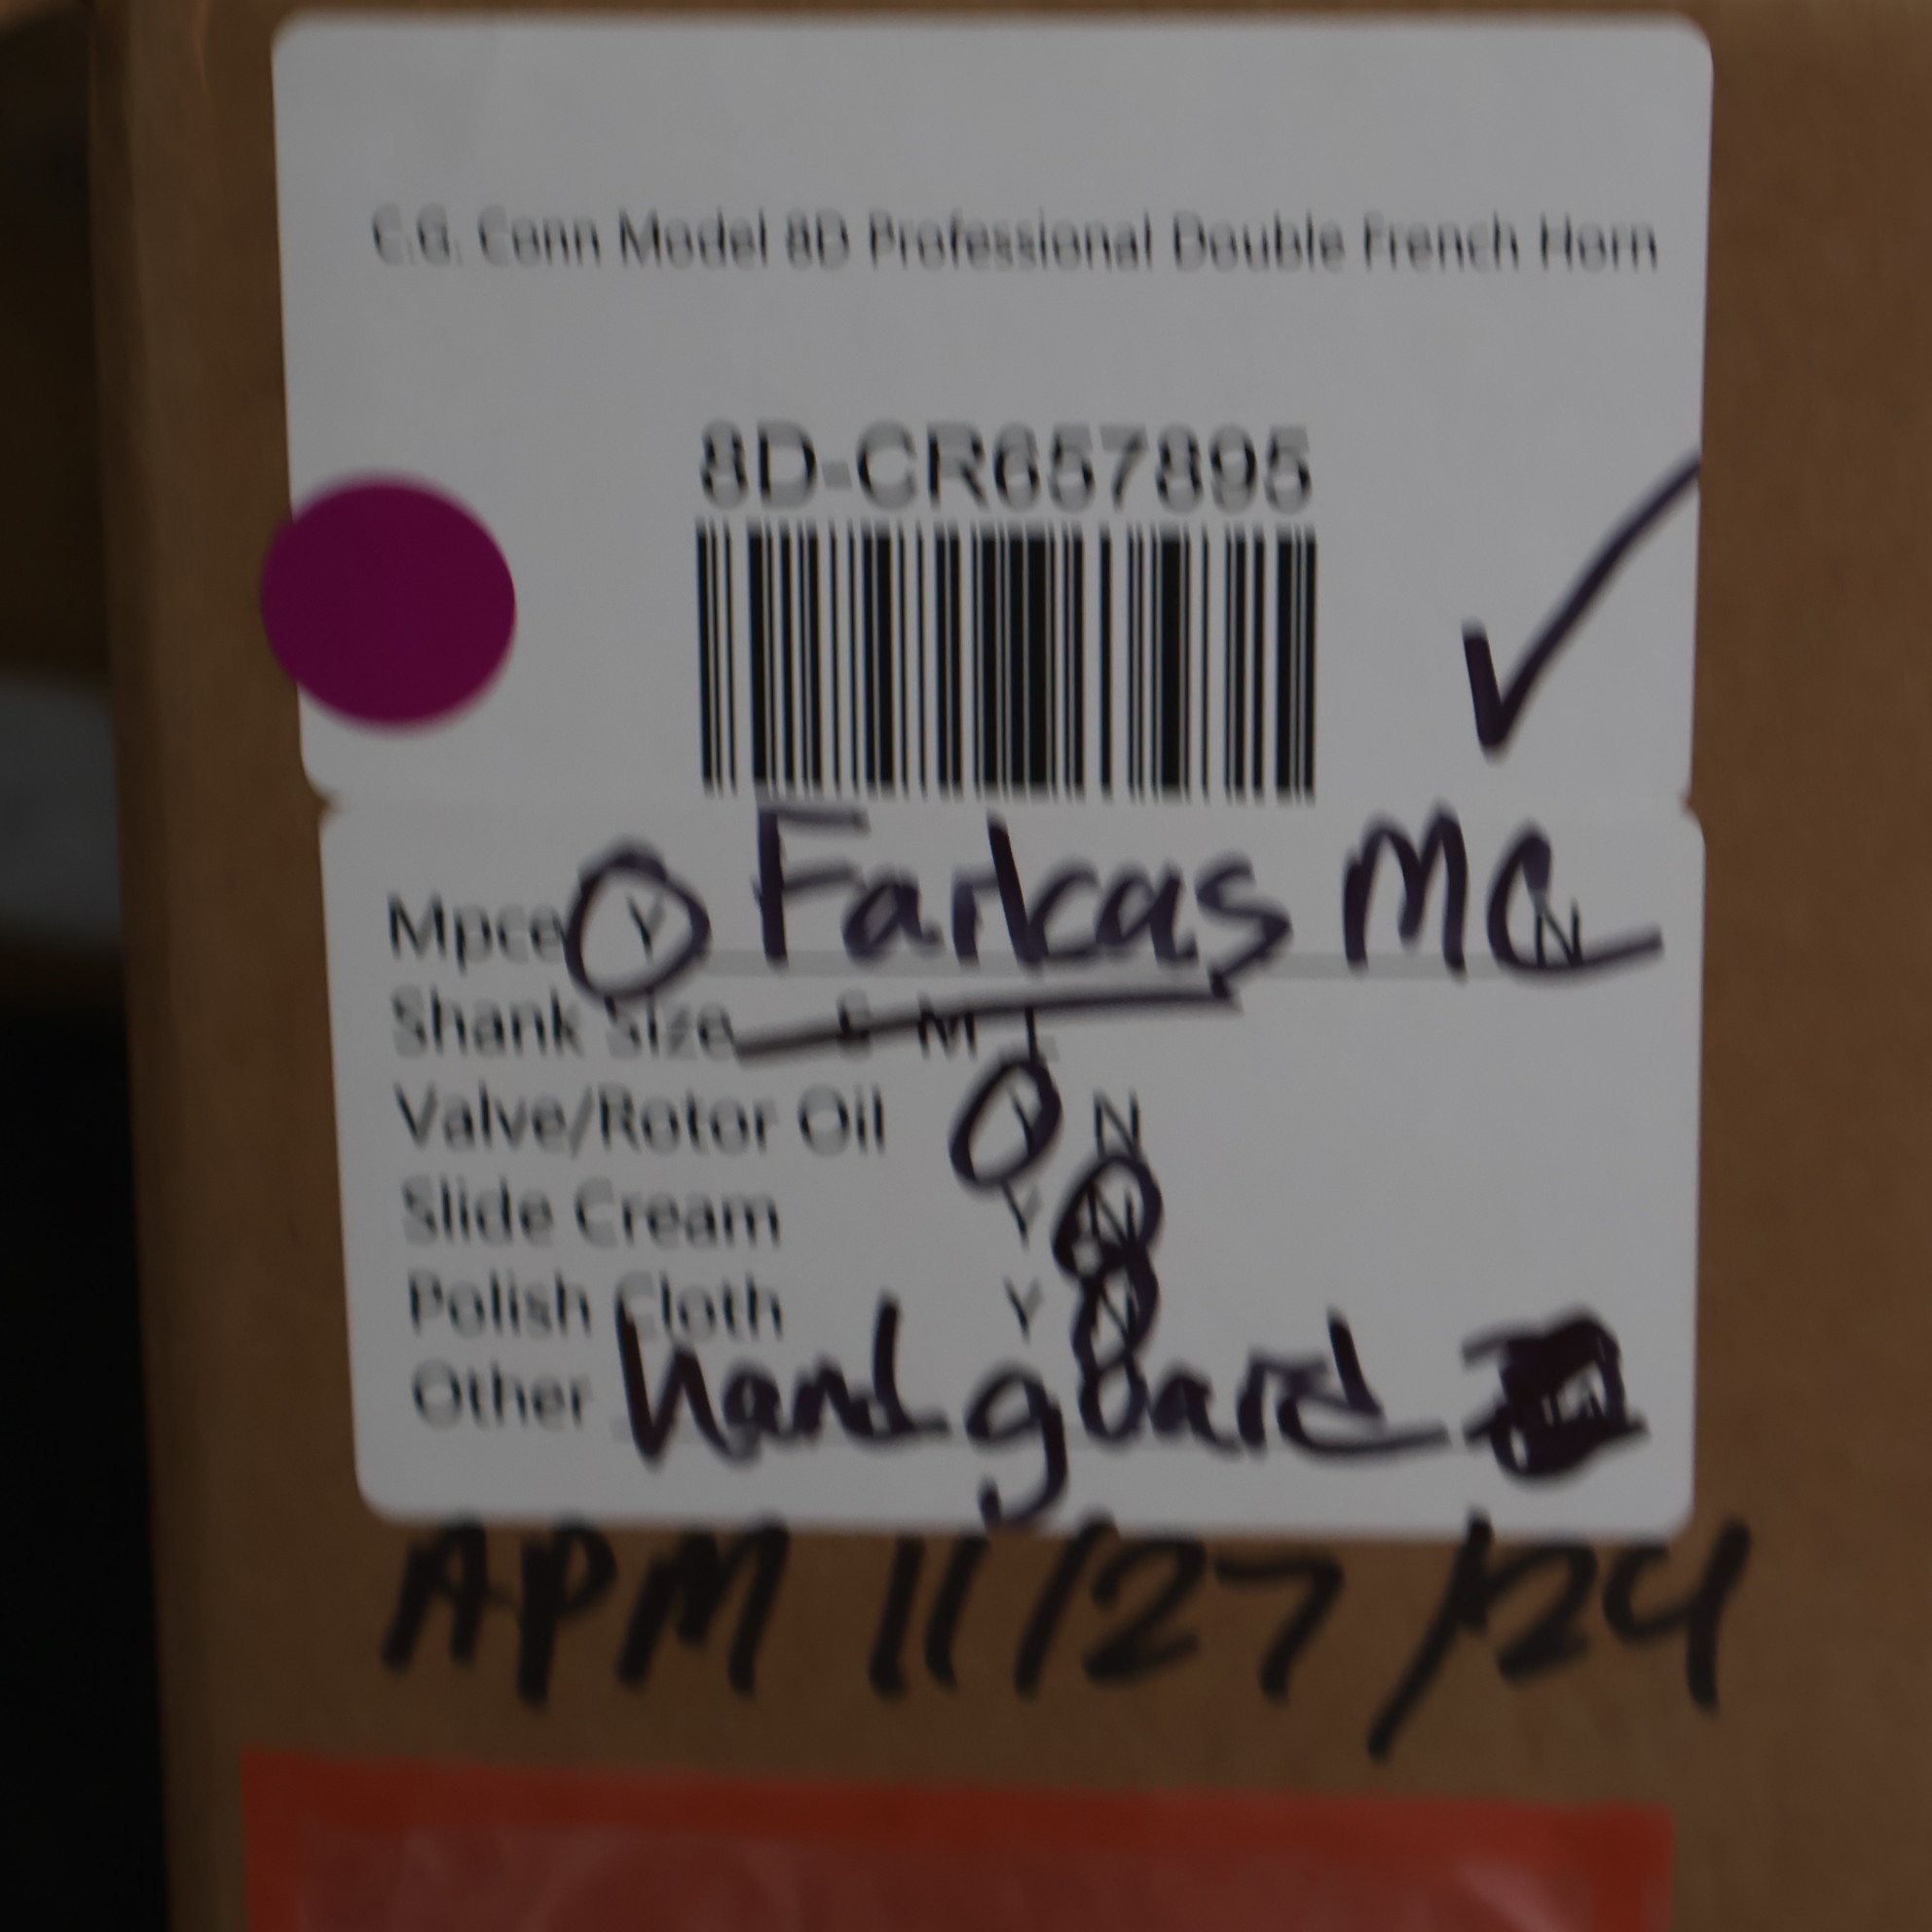 C.G. Conn Model 8D Professional Double French Horn
8D-CR657895
Mpce Y Farkas MC N
Shank Size S M L
Valve/Rotor Oil Y N
Slide Cream Y N
Polish Cloth Y N
Other hand guard
APM 11/27/24